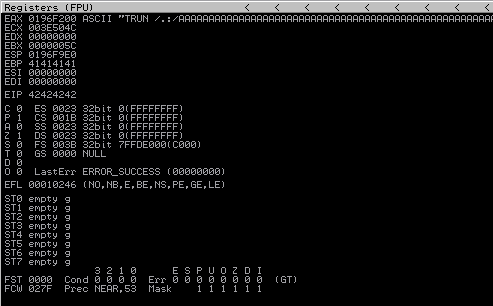 Registers (FPU) < < < < < < < <
EAX 0196F200 ASCII "TRUN /.:/AAAAAAAAAAAAAAAAAAAAAAAAAAAAAAAAAAAAAAAAAAAAAAAAAA
ECX 003E504C
EDX 00000000
EBX 0000005C
ESP 0196F9E0
EBP 41414141
ESI 00000000
EDI 00000000
EIP 42424242
C 0 ES 0023 32bit 0(FFFFFFFF)
P 1 CS 001B 32bit 0(FFFFFFFF)
A 0 SS 0023 32bit 0(FFFFFFFF)
Z 1 DS 0023 32bit 0(FFFFFFFF)
S 0 FS 003B 32bit 7FFDE000(C000)
T 0 GS 0000 NULL
D 0
O 0 LastErr ERROR_SUCCESS (00000000)
EFL 00010246 (NO,NB,E,BE,NS,PE,GE,LE)
ST0 empty g
ST1 empty g
ST2 empty g
ST3 empty g
ST4 empty g
ST5 empty g
ST6 empty g
ST7 empty g
3 2 1 0 E S P U O Z D I
FST 0000 Cond 0 0 0 0 Err 0 0 0 0 0 0 0 0 (GT)
FCW 027F Prec NEAR,53 Mask 1 1 1 1 1 1